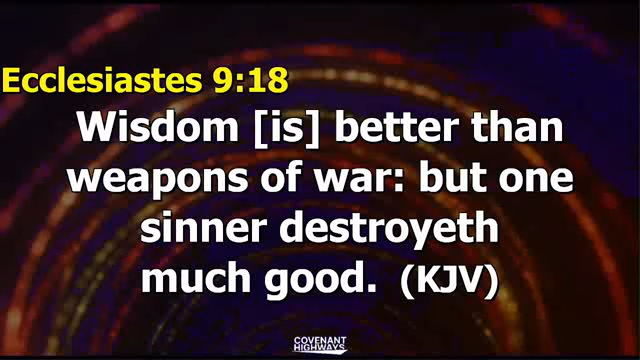 Ecclesiastes 9:18
Wisdom [is] better than
weapons of war: but one
sinner destroyeth
much good. (KJV)
COVENANT
HIGHWAYS